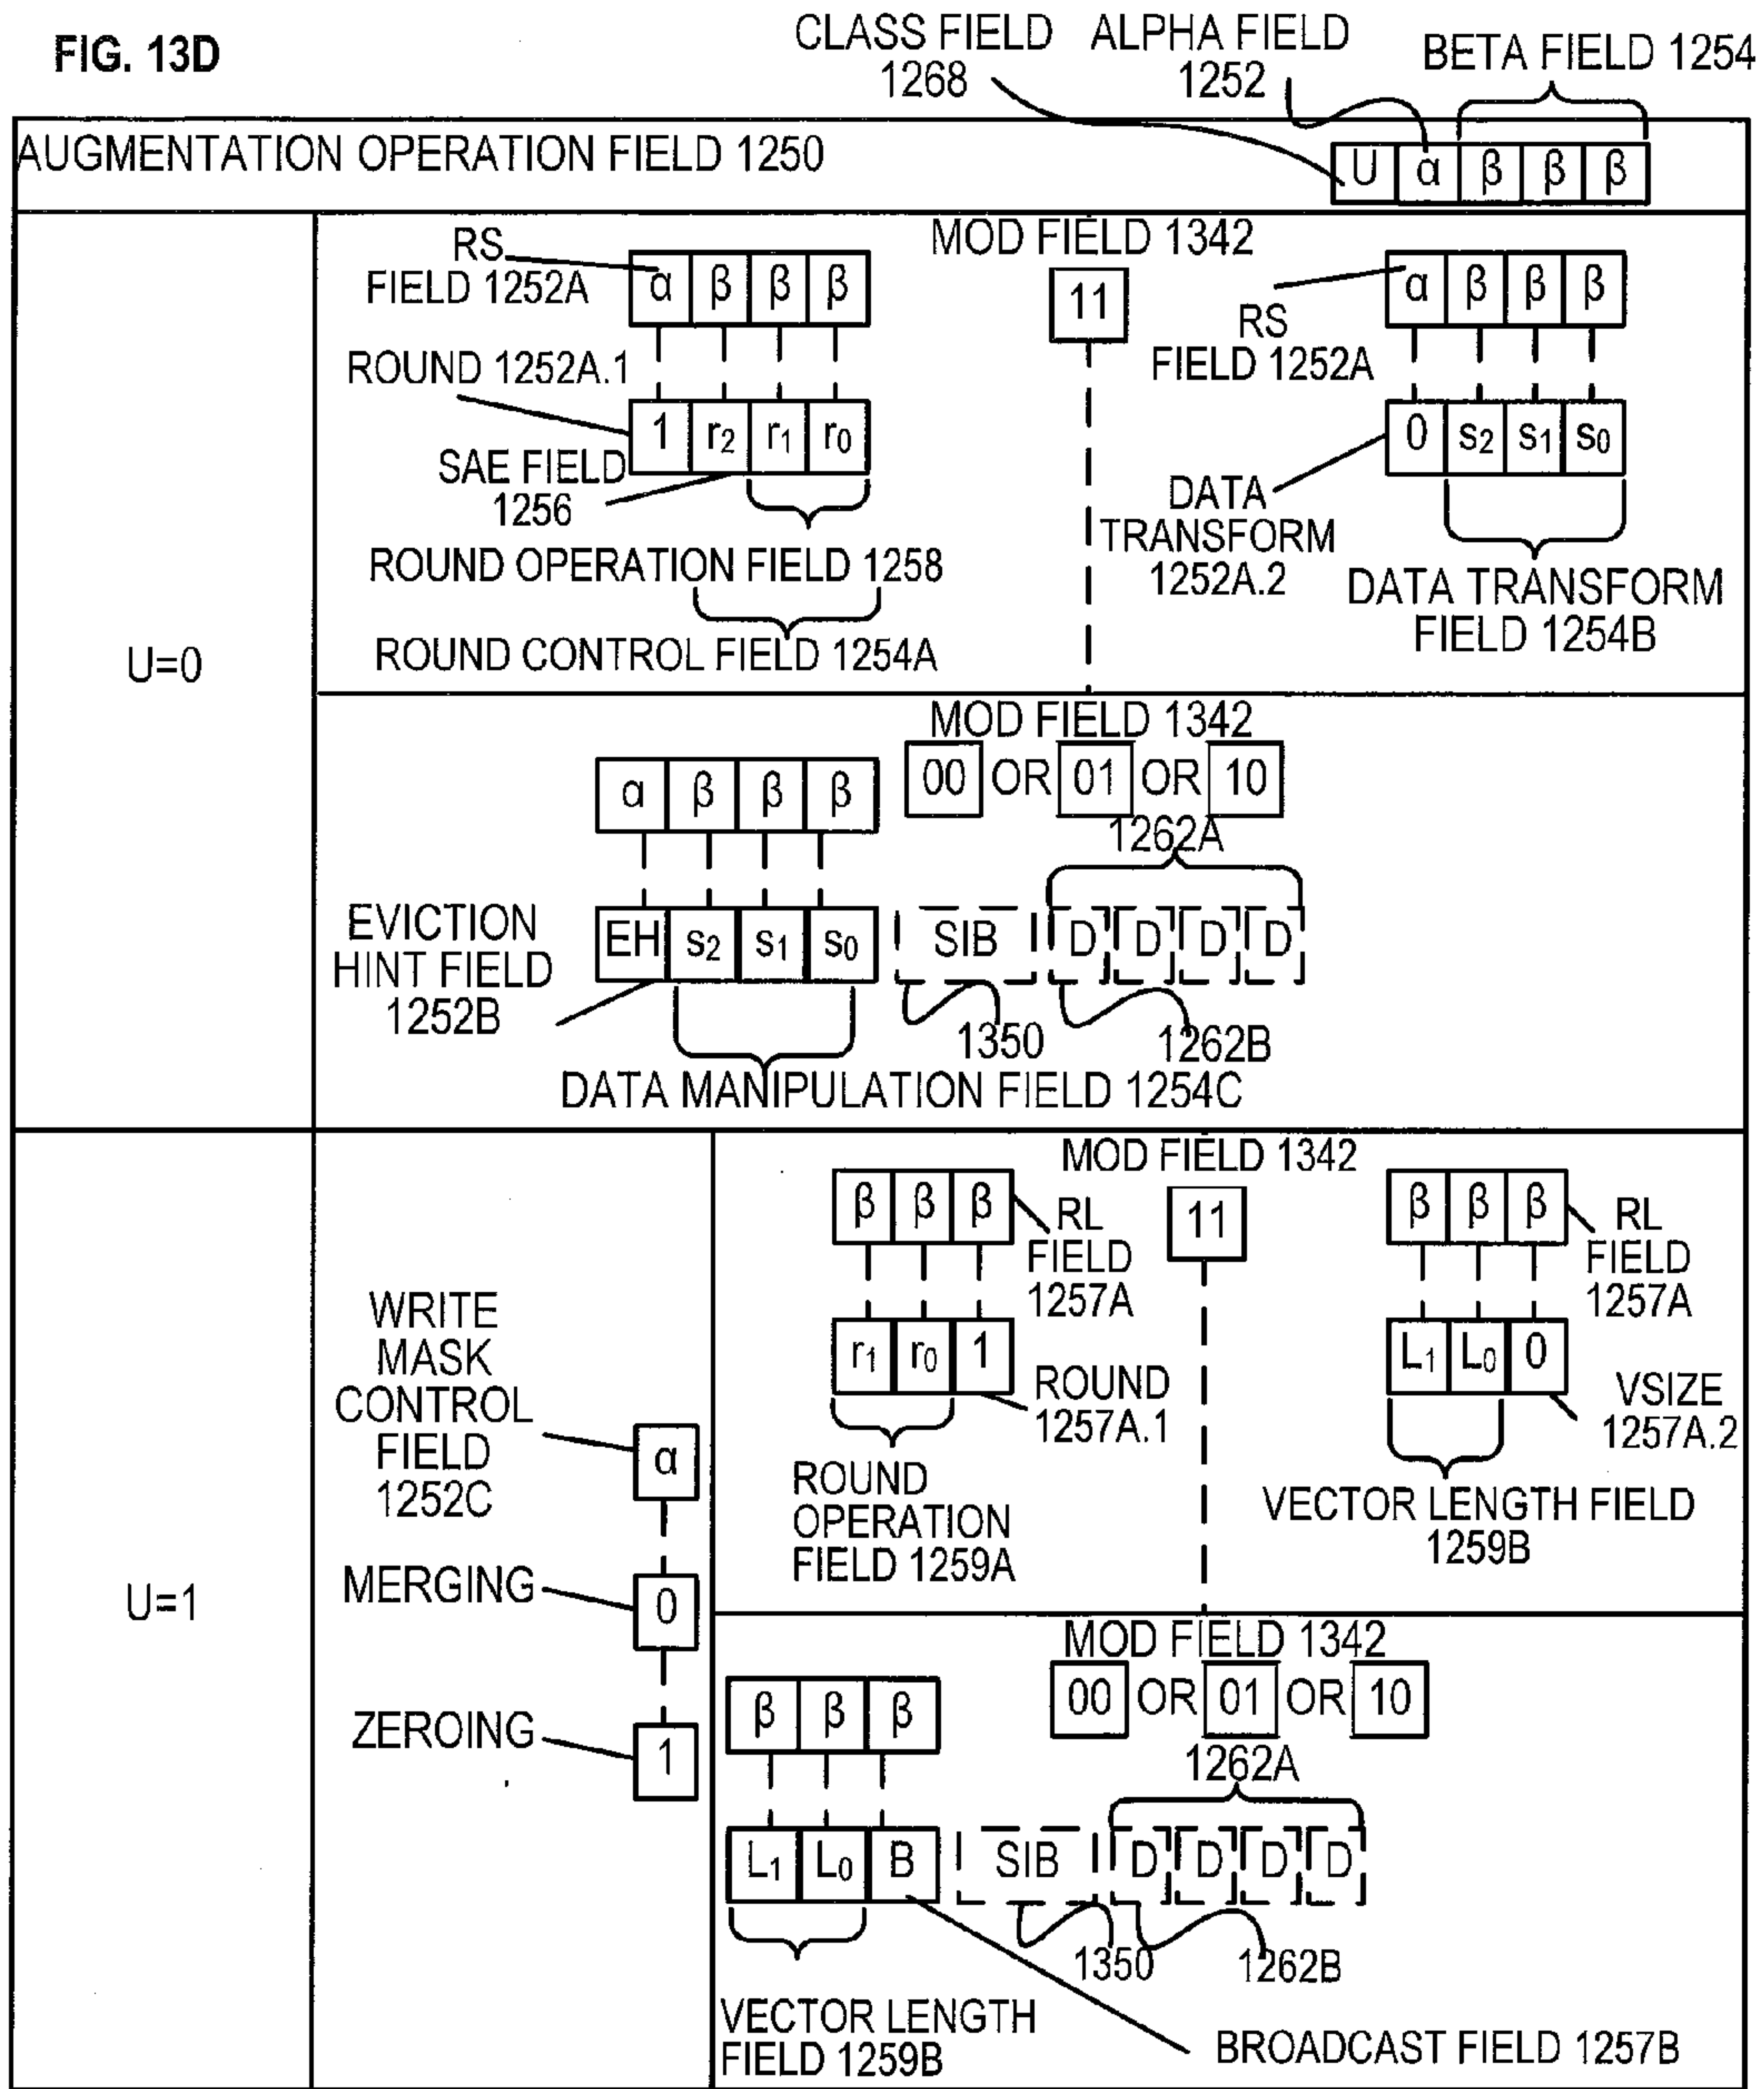 FIG. 13D
CLASS FIELD
1268
ALPHA FIELD
1252
BETA FIELD 1254
AUGMENTATION OPERATION FIELD 1250
U α β β β
U=0
MOD FIELD 1342
11
RS
FIELD 1252A
α β β β
ROUND 1252A.1
1 r2 r1 r0
SAE FIELD
1256
ROUND OPERATION FIELD 1258
ROUND CONTROL FIELD 1254A
α β β β
RS
FIELD 1252A
0 s2 s1 s0
DATA
TRANSFORM
1252A.2
DATA TRANSFORM
FIELD 1254B
MOD FIELD 1342
00 OR 01 OR 10
α β β β
1262A
EVICTION
HINT FIELD
1252B
EH s2 s1 s0 SIB D D D D
1350
1262B
DATA MANIPULATION FIELD 1254C
U=1
WRITE
MASK
CONTROL
FIELD
1252C
α
MERGING
0
ZEROING
1
MOD FIELD 1342
11
β β β
RL
FIELD
1257A
r1 r0 1
ROUND
1257A.1
ROUND
OPERATION
FIELD 1259A
β β β
RL
FIELD
1257A
L1 L0 0
VSIZE
1257A.2
VECTOR LENGTH FIELD
1259B
MOD FIELD 1342
00 OR 01 OR 10
β β β
1262A
L1 L0 B SIB D D D D
1350
1262B
VECTOR LENGTH
FIELD 1259B
BROADCAST FIELD 1257B